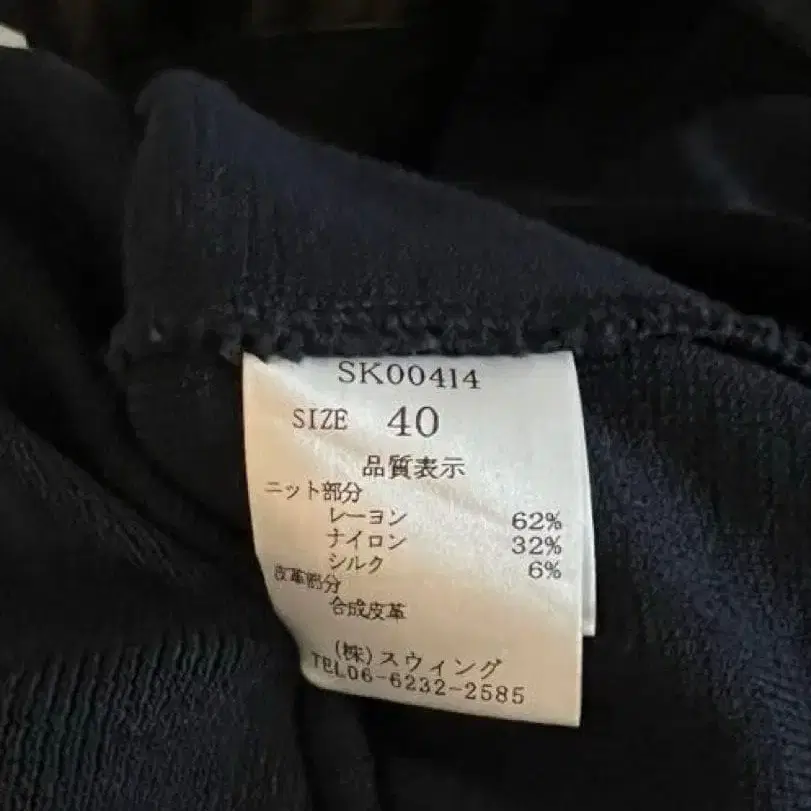 SK00414
SIZE 40
品質表示
ニット部分
レーヨン 62%
ナイロン 32%
シルク 6%
皮革部分
合成皮革
(株)スウィング
TEL06-6232-2585